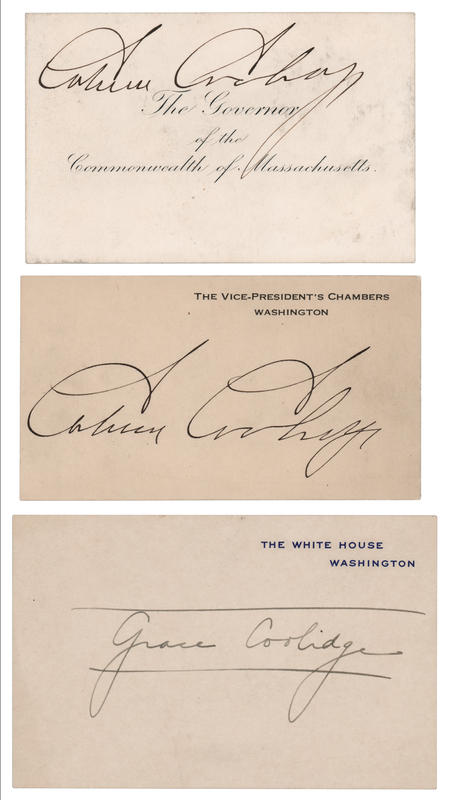 Calvin Coolidge
The Governor
of the
Commonwealth of Massachusetts.
THE VICE-PRESIDENT'S CHAMBERS
WASHINGTON
Calvin Coolidge
THE WHITE HOUSE
WASHINGTON
Grace Coolidge